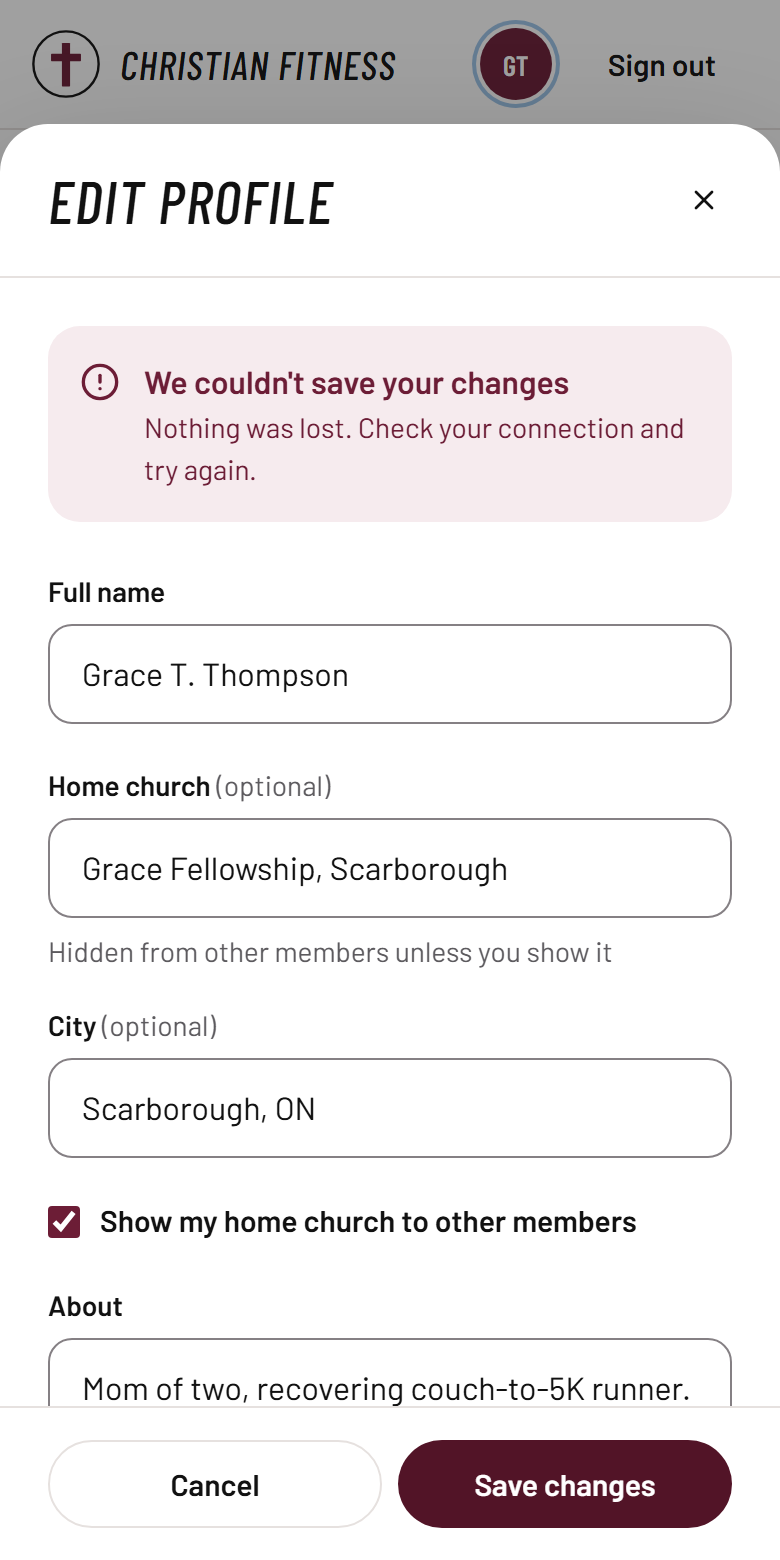 CHRISTIAN FITNESS
GT
Sign out
EDIT PROFILE
We couldn't save your changes
Nothing was lost. Check your connection and
try again.
Full name
Grace T. Thompson
Home church (optional)
Grace Fellowship, Scarborough
Hidden from other members unless you show it
City (optional)
Scarborough, ON
Show my home church to other members
About
Mom of two, recovering couch-to-5K runner.
Cancel
Save changes